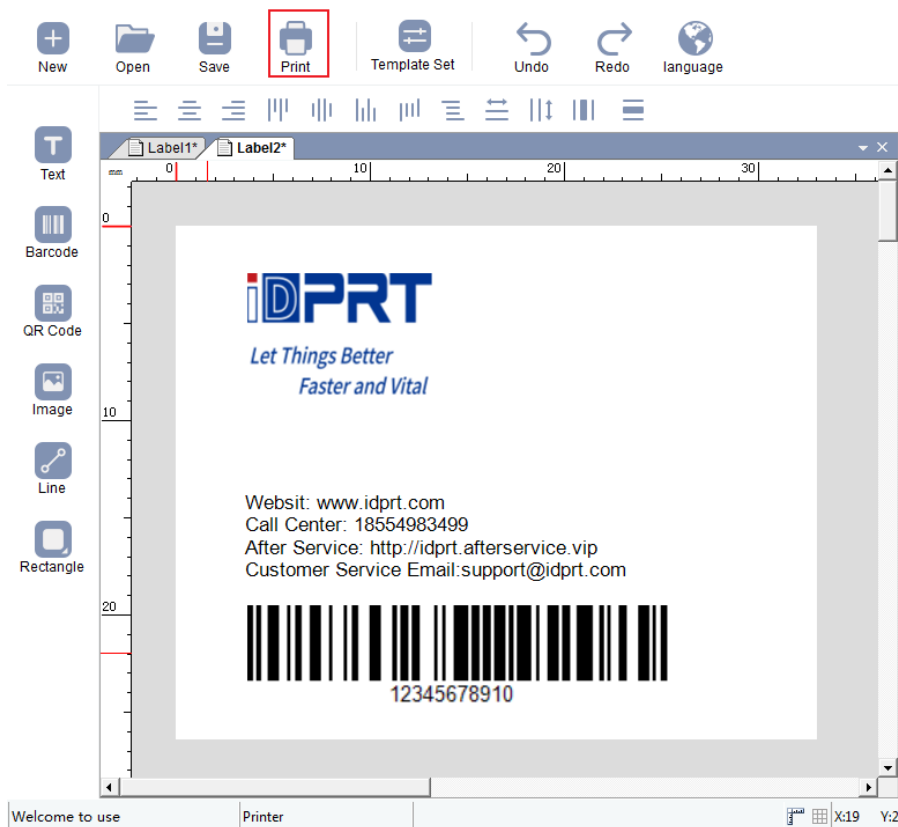 New Open Save Print Template Set Undo Redo language
Label1* Label2*
mm 0 10 20 30
Text
0
Barcode
iDPRT
QR Code
Let Things Better
Faster and Vital
Image
10
Line
Websit: www.idprt.com
Call Center: 18554983499
After Service: http://idprt.afterservice.vip
Rectangle
Customer Service Email:support@idprt.com
20
12345678910
Welcome to use Printer X:19 Y:2